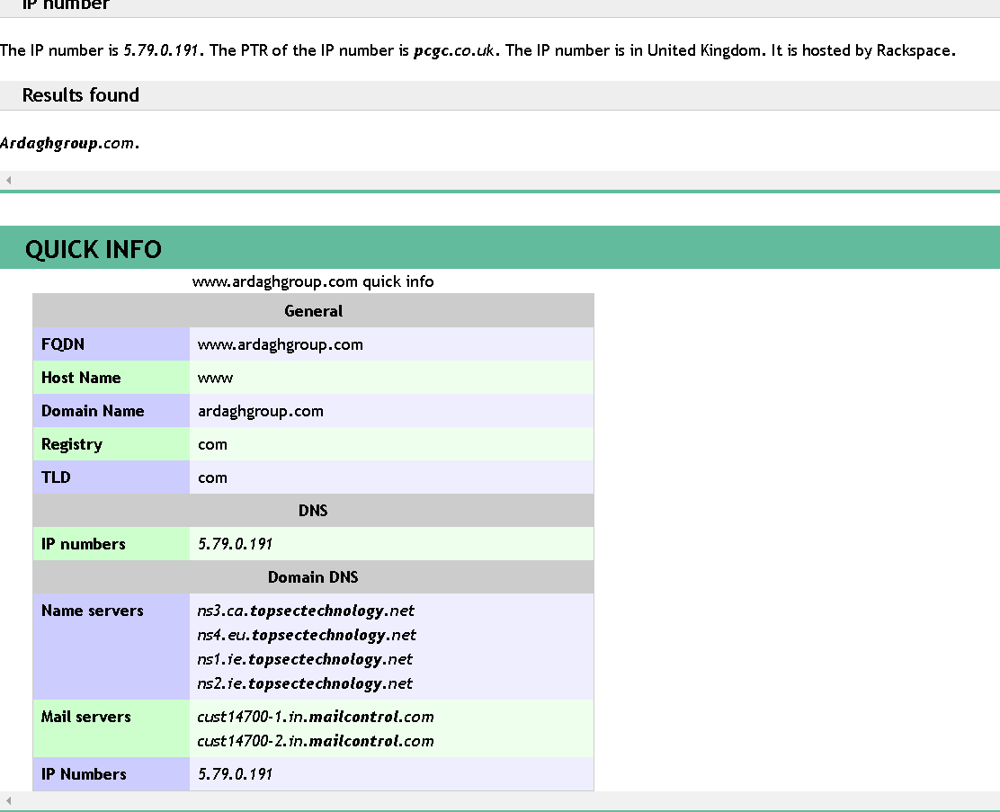 IP number
The IP number is 5.79.0.191. The PTR of the IP number is pcgc.co.uk. The IP number is in United Kingdom. It is hosted by Rackspace.
Results found
Ardaghgroup.com.
QUICK INFO
www.ardaghgroup.com quick info
General
FQDN www.ardaghgroup.com
Host Name www
Domain Name ardaghgroup.com
Registry com
TLD com
DNS
IP numbers 5.79.0.191
Domain DNS
Name servers ns3.ca.topsectechnology.net
ns4.eu.topsectechnology.net
ns1.ie.topsectechnology.net
ns2.ie.topsectechnology.net
Mail servers cust14700-1.in.mailcontrol.com
cust14700-2.in.mailcontrol.com
IP Numbers 5.79.0.191